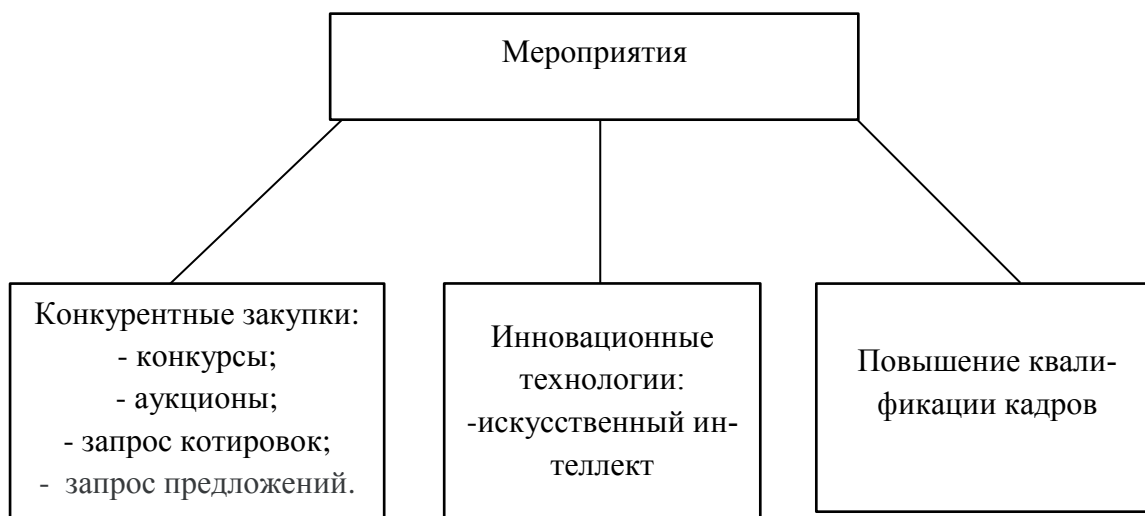 Мероприятия
Конкурентные закупки:
- конкурсы;
- аукционы;
- запрос котировок;
- запрос предложений.
Инновационные
технологии:
-искусственный ин-
теллект
Повышение квали-
фикации кадров